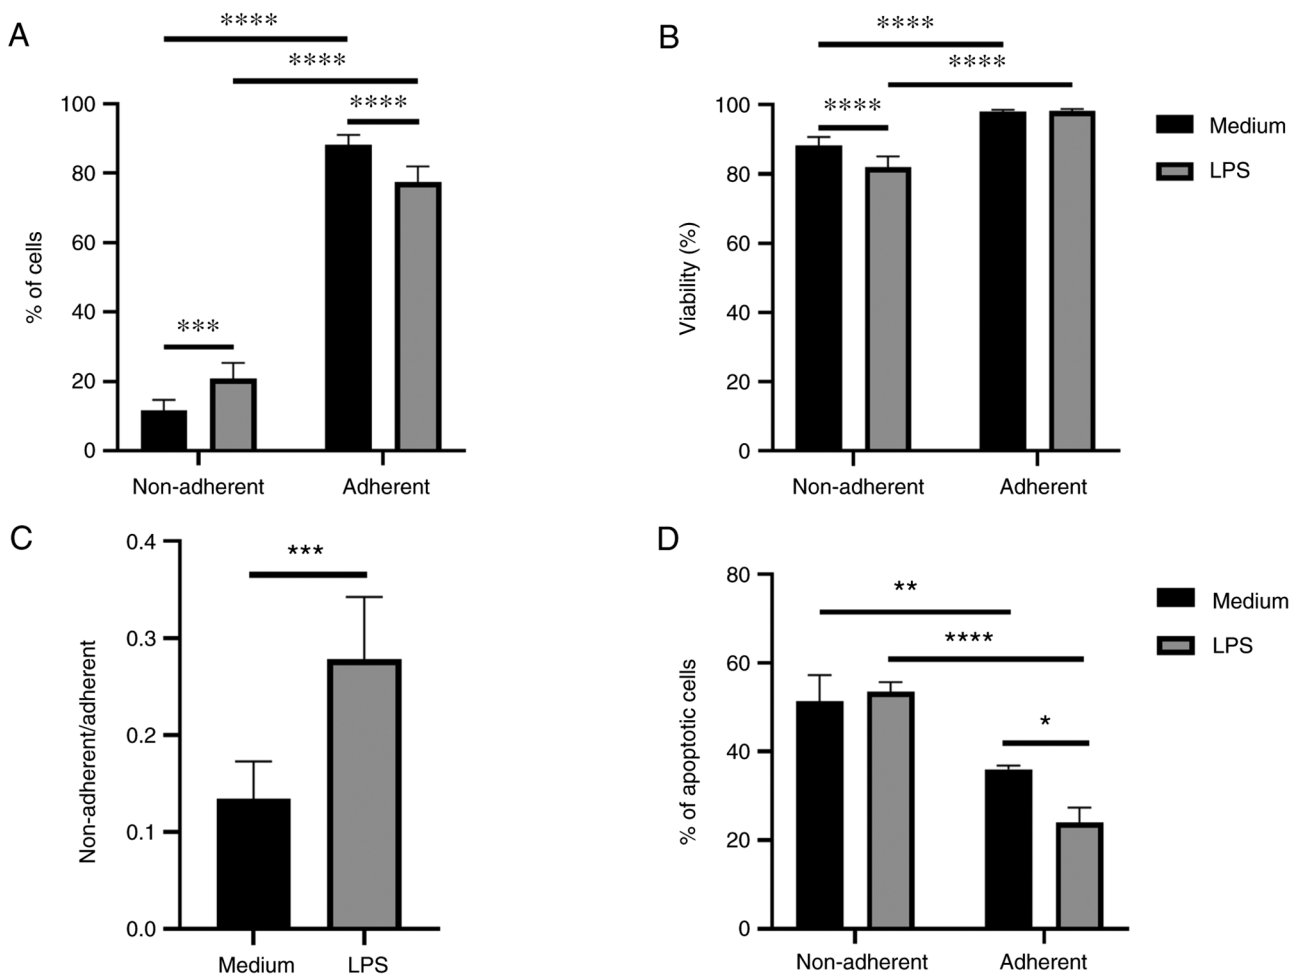 A
****
****
****
100
80
60
40
20
0
% of cells
***
Non-adherent
Adherent
B
****
****
****
100
80
60
40
20
0
Viability (%)
Non-adherent
Adherent
Medium
LPS
C
***
0.4
0.3
0.2
0.1
0.0
Non-adherent/adherent
Medium
LPS
D
**
****
*
80
60
40
20
0
% of apoptotic cells
Non-adherent
Adherent
Medium
LPS